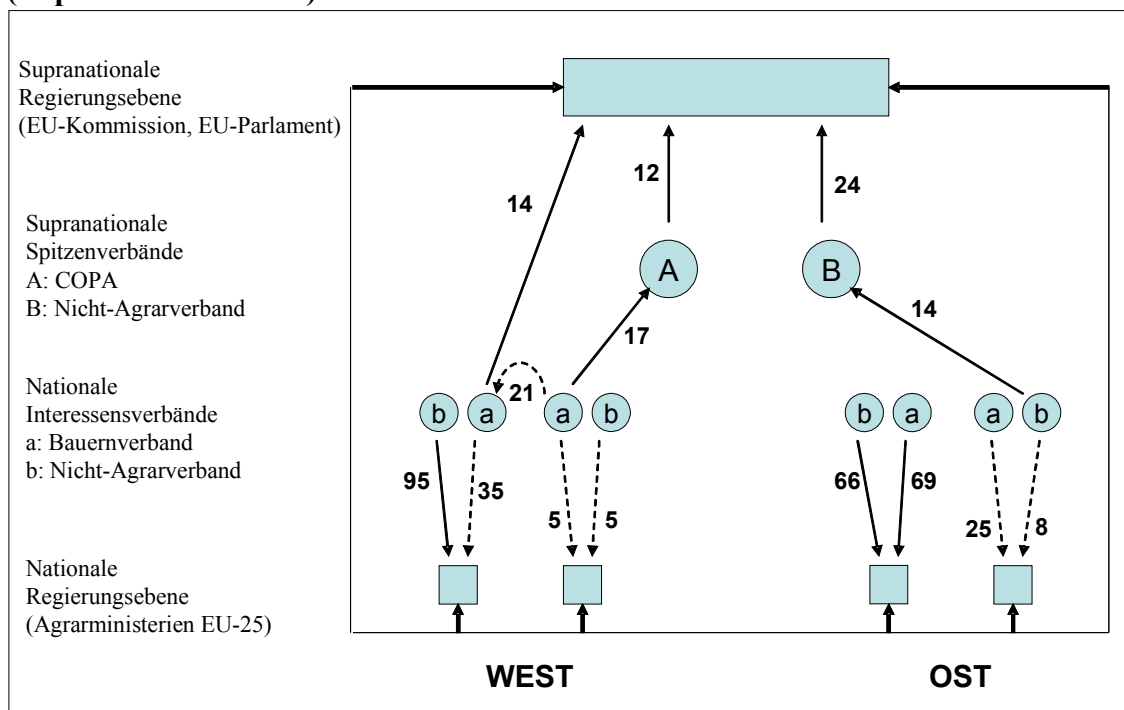 Supranationale
Regierungsebene
(EU-Kommission, EU-Parlament)
12
24
14
Supranationale
Spitzenverbände
A: COPA
B: Nicht-Agrarverband
A
B
14
17
21
Nationale
Interessensverbände
a: Bauernverband
b: Nicht-Agrarverband
b a a b b a a b
95 35 66 69
5 5 25 8
Nationale
Regierungsebene
(Agrarministerien EU-25)
WEST OST